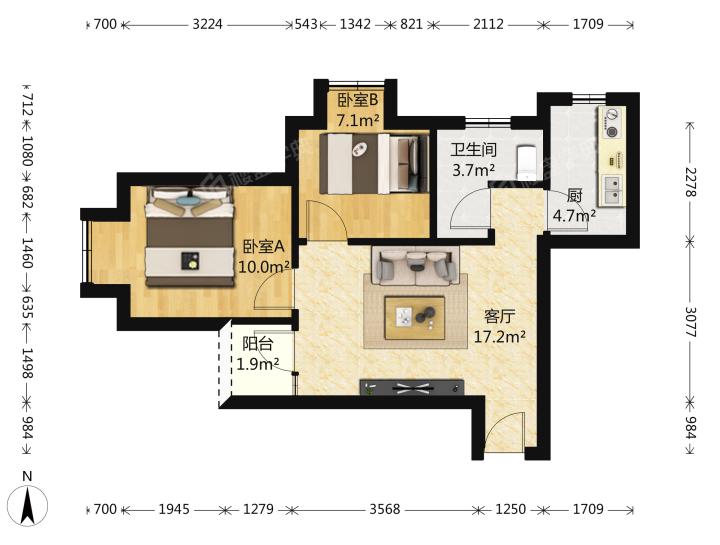 700 3224 543 1342 821 2112 1709
712 1080 682 1460 635 1498 984
卧室B
7.1m²
卫生间
3.7m²
厨
4.7m²
卧室A
10.0m²
客厅
17.2m²
阳台
1.9m²
2278 3077 984
N
700 1945 1279 3568 1250 1709